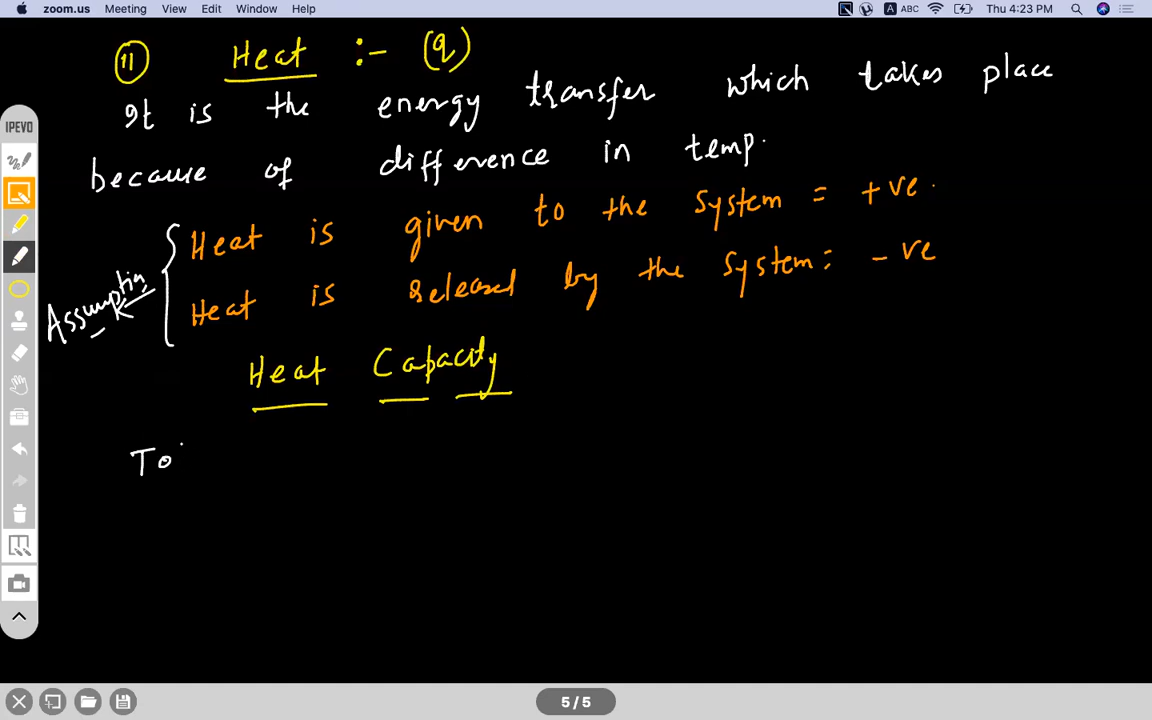 zoom.us Meeting View Edit Window Help ABC Thu 4:23 PM
11 Heat :- (q)
It is the energy transfer which takes place
because of difference in temp.
Heat is given to the system = +ve.
Heat is released by the system = -ve
Assumption
Heat Capacity
To
IPEVO
5/5